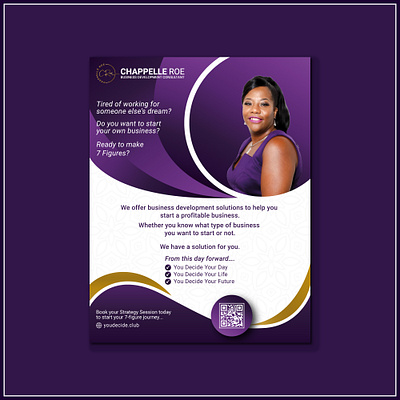 CHAPPELLE ROE
BUSINESS DEVELOPMENT CONSULTANT
Tired of working for
someone else's dream?
Do you want to start
your own business?
Ready to make
7 Figures?
We offer business development solutions to help you
start a profitable business.
Whether you know what type of business
you want to start or not.
We have a solution for you.
From this day forward....
You Decide Your Day
You Decide Your Life
You Decide Your Future
Book your Strategy Session today
to start your 7-figure journey...
youdecide.club